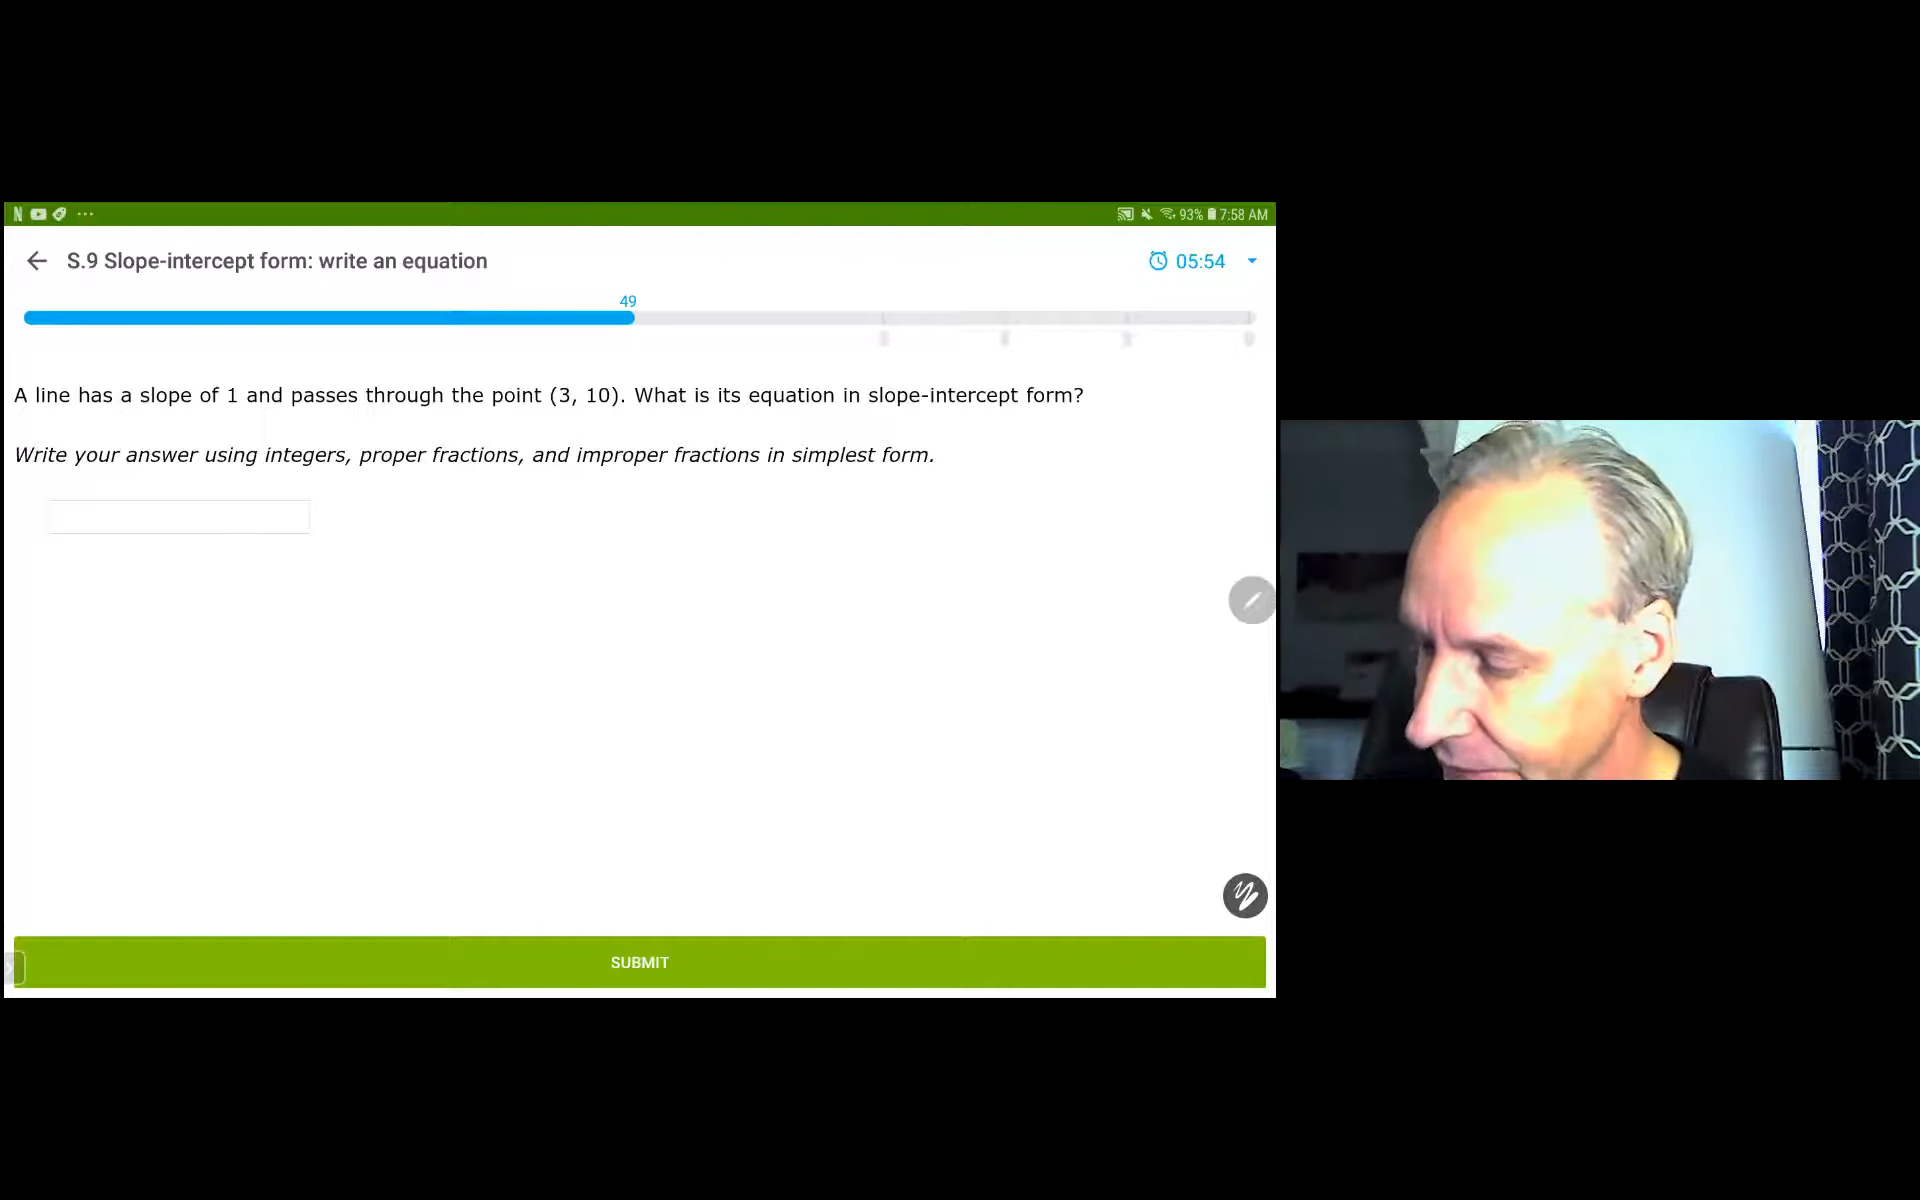 93% 7:58 AM
S.9 Slope-intercept form: write an equation
05:54
49
A line has a slope of 1 and passes through the point (3, 10). What is its equation in slope-intercept form?
Write your answer using integers, proper fractions, and improper fractions in simplest form.
SUBMIT